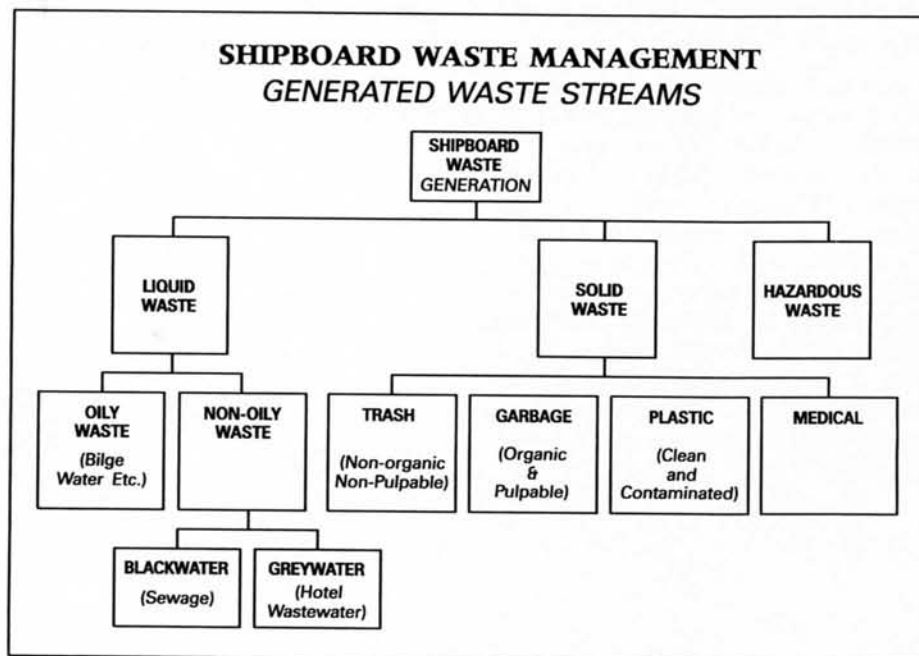 SHIPBOARD WASTE MANAGEMENT
GENERATED WASTE STREAMS
SHIPBOARD
WASTE
GENERATION
LIQUID
WASTE
SOLID
WASTE
HAZARDOUS
WASTE
OILY
WASTE
(Bilge
Water Etc.)
NON-OILY
WASTE
TRASH
(Non-organic
Non-Pulpable)
GARBAGE
(Organic
&
Pulpable)
PLASTIC
(Clean
and
Contaminated)
MEDICAL
BLACKWATER
(Sewage)
GREYWATER
(Hotel
Wastewater)